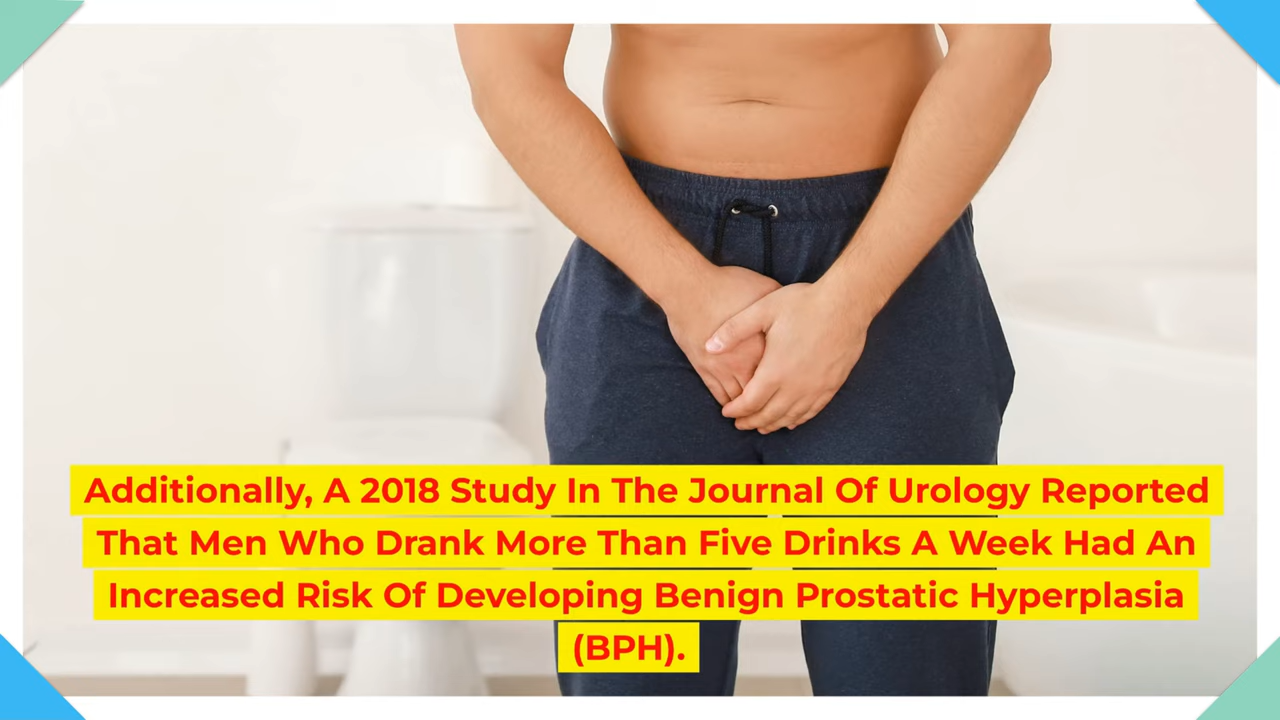 Additionally, A 2018 Study In The Journal Of Urology Reported
That Men Who Drank More Than Five Drinks A Week Had An
Increased Risk Of Developing Benign Prostatic Hyperplasia
(BPH).